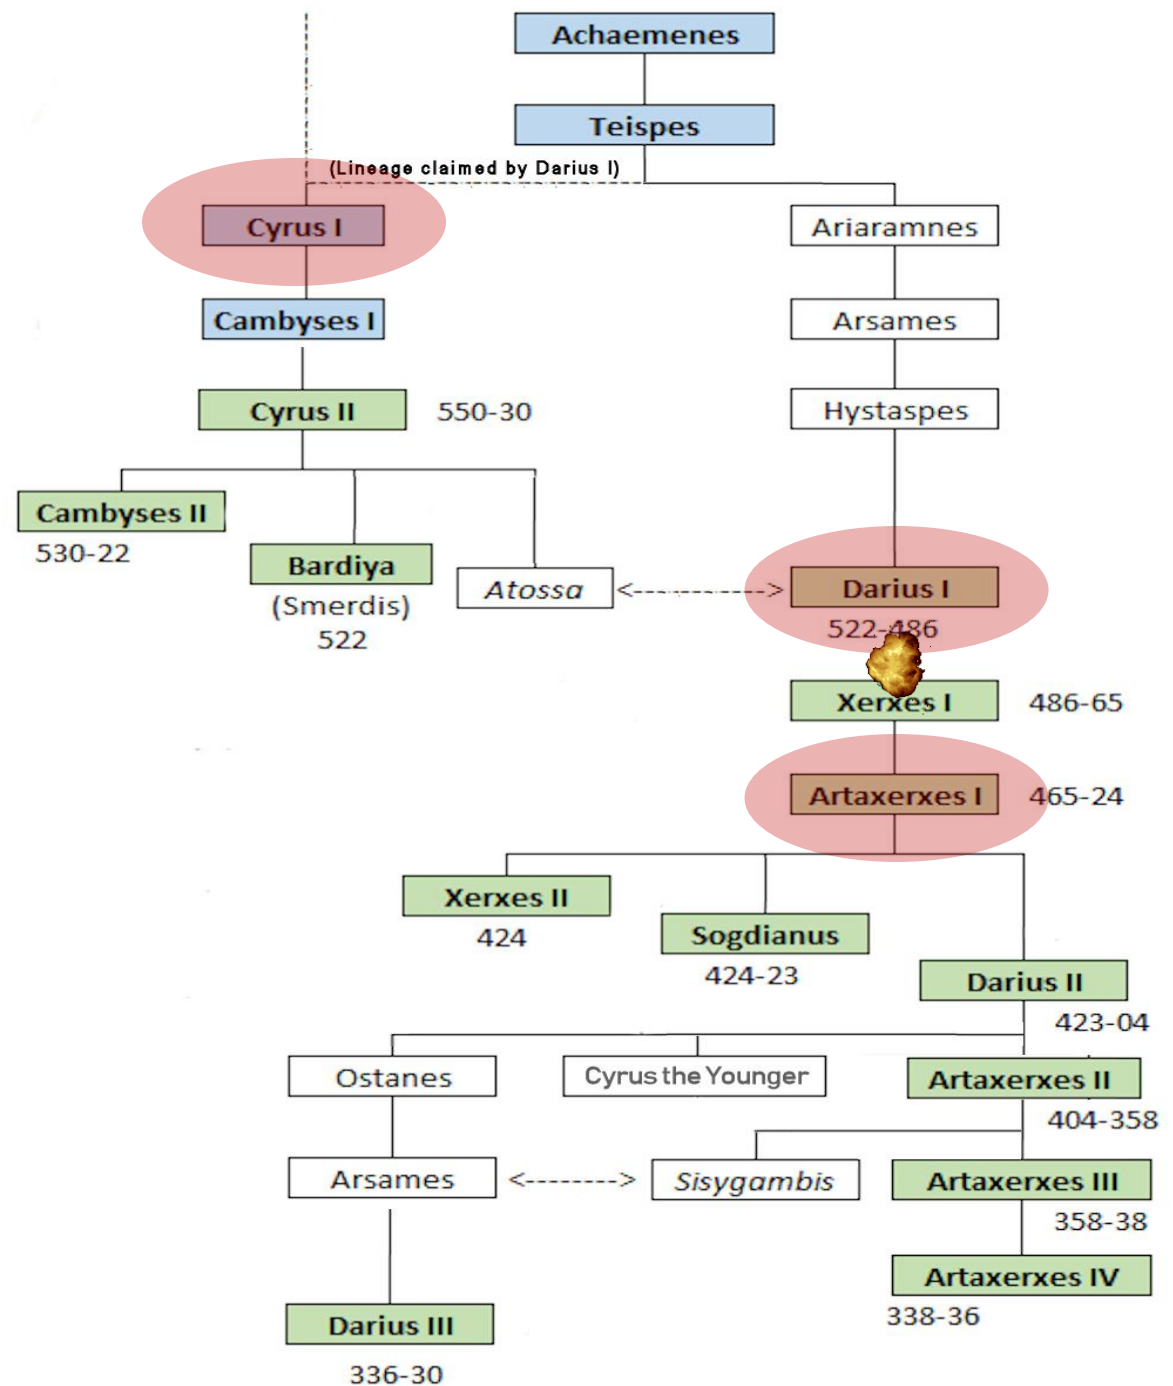 Achaemenes
Teispes
(Lineage claimed by Darius I)
Cyrus I
Ariaramnes
Cambyses I
Arsames
Cyrus II
550-30
Hystaspes
Cambyses II
530-22
Bardiya
(Smerdis)
522
Atossa
<-------->
Darius I
522-486
Xerxes I
486-65
Artaxerxes I
465-24
Xerxes II
424
Sogdianus
424-23
Darius II
423-04
Ostanes
Cyrus the Younger
Artaxerxes II
404-358
Arsames
<-------->
Sisygambis
Artaxerxes III
358-38
Artaxerxes IV
338-36
Darius III
336-30